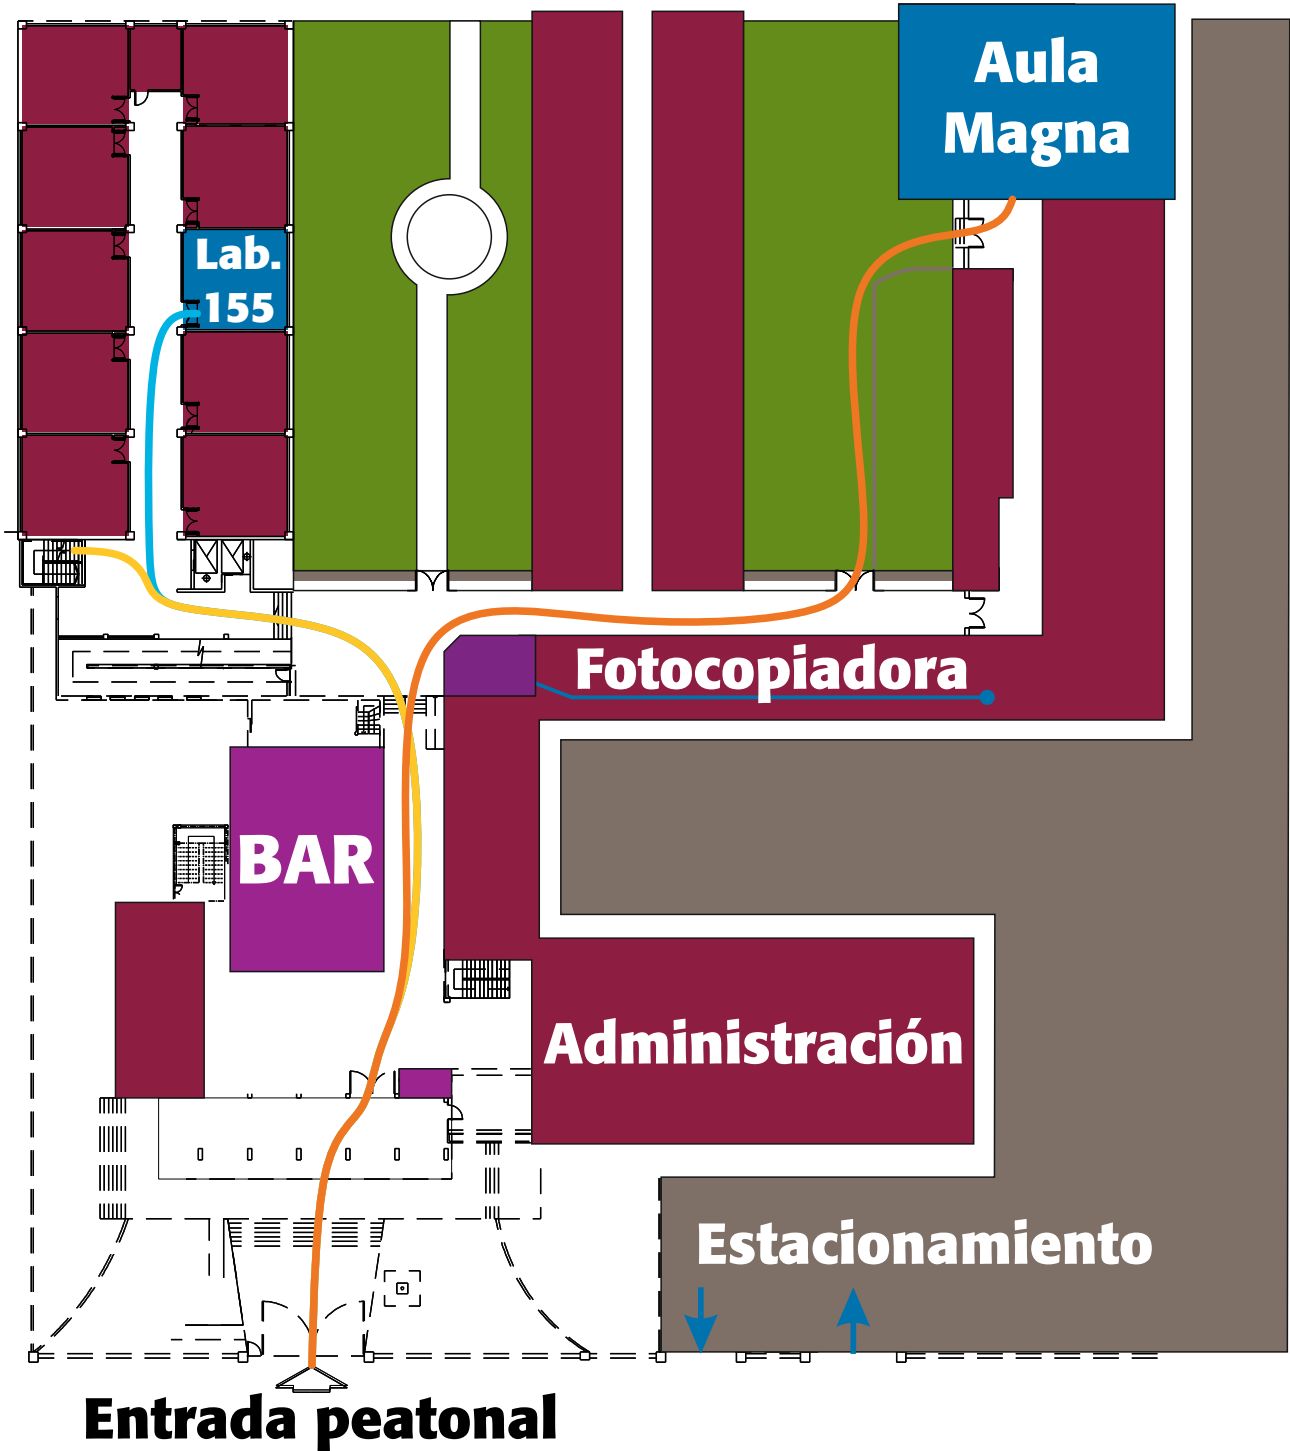 Aula
Magna
Lab.
155
Fotocopiadora
BAR
Administración
Estacionamiento
Entrada peatonal